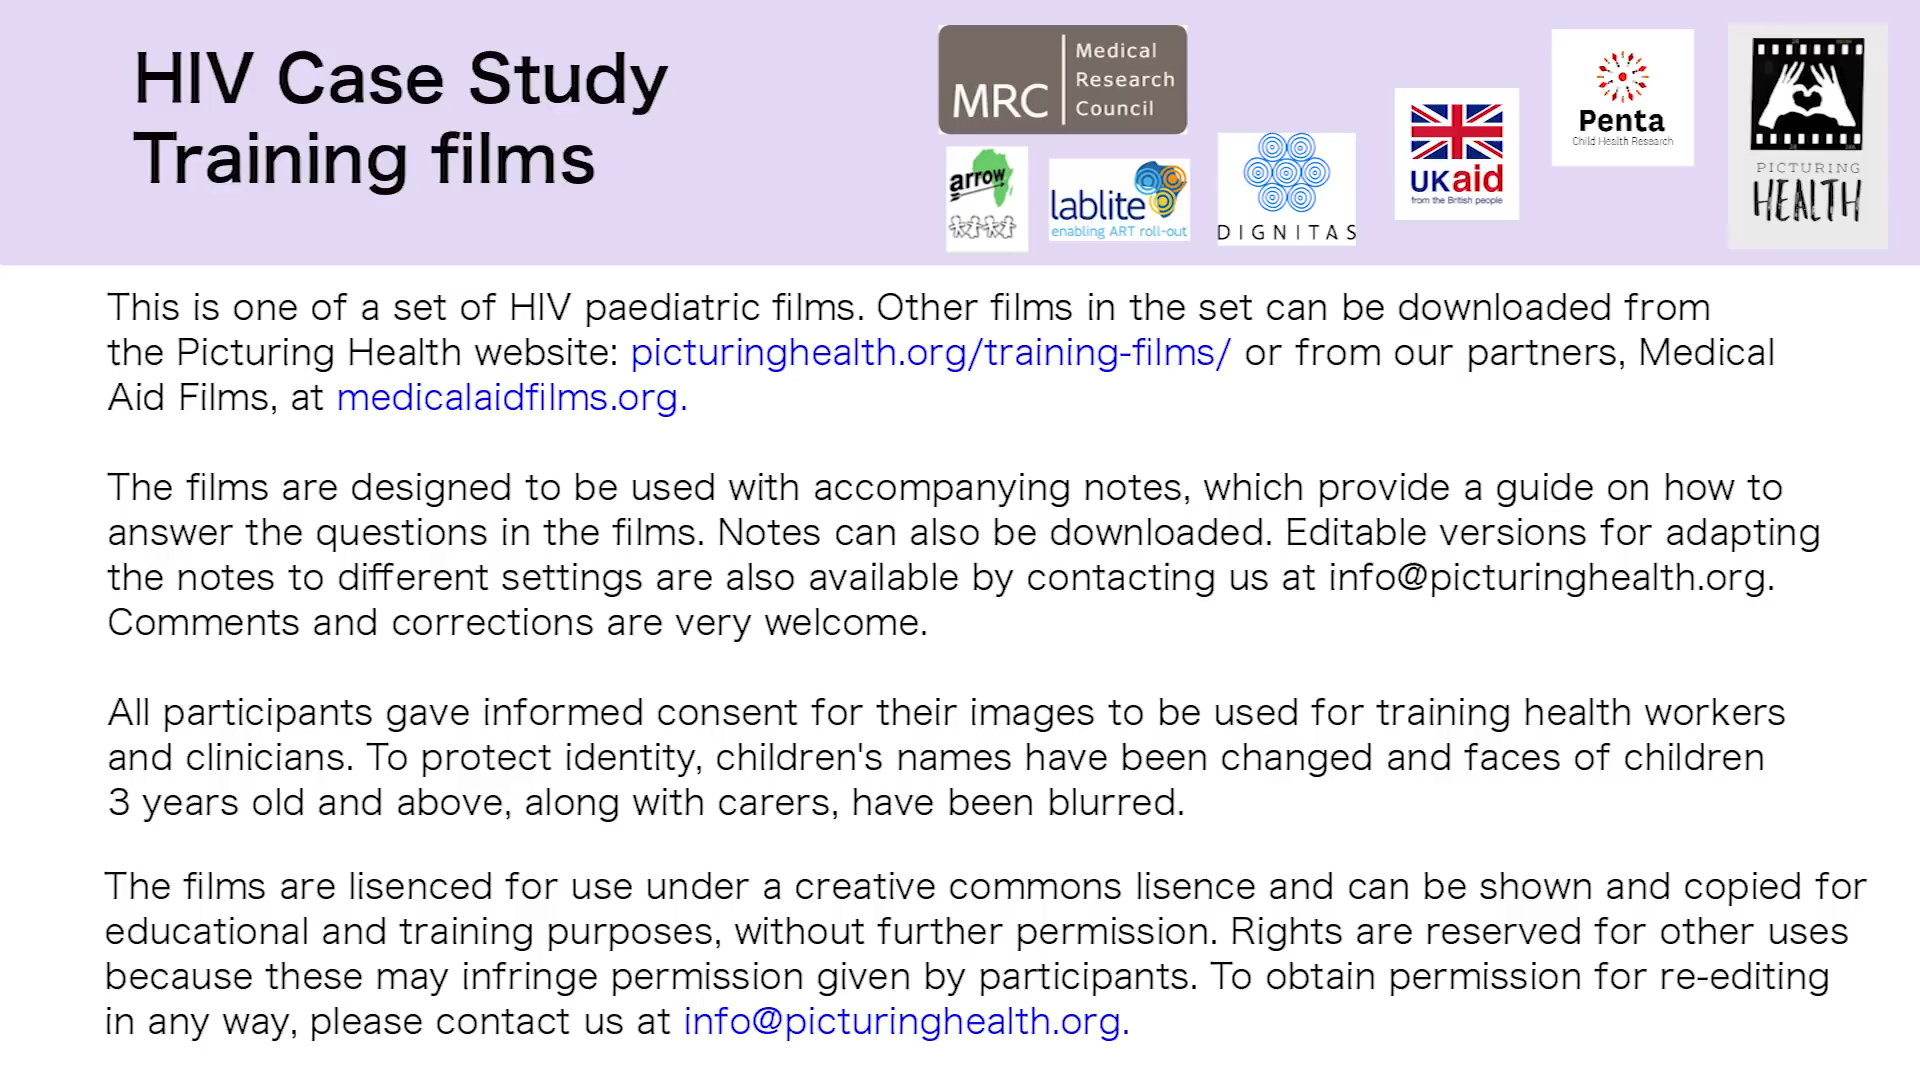 HIV Case Study
Training films
MRC
Medical
Research
Council
arrow
lablite
enabling ART roll-out
DIGNITAS
UKaid
from the British people
Penta
Child Health Research
PICTURING
HEALTH
This is one of a set of HIV paediatric films. Other films in the set can be downloaded from
the Picturing Health website: picturinghealth.org/training-films/ or from our partners, Medical
Aid Films, at medicalaidfilms.org.
The films are designed to be used with accompanying notes, which provide a guide on how to
answer the questions in the films. Notes can also be downloaded. Editable versions for adapting
the notes to different settings are also available by contacting us at info@picturinghealth.org.
Comments and corrections are very welcome.
All participants gave informed consent for their images to be used for training health workers
and clinicians. To protect identity, children's names have been changed and faces of children
3 years old and above, along with carers, have been blurred.
The films are lisenced for use under a creative commons lisence and can be shown and copied for
educational and training purposes, without further permission. Rights are reserved for other uses
because these may infringe permission given by participants. To obtain permission for re-editing
in any way, please contact us at info@picturinghealth.org.